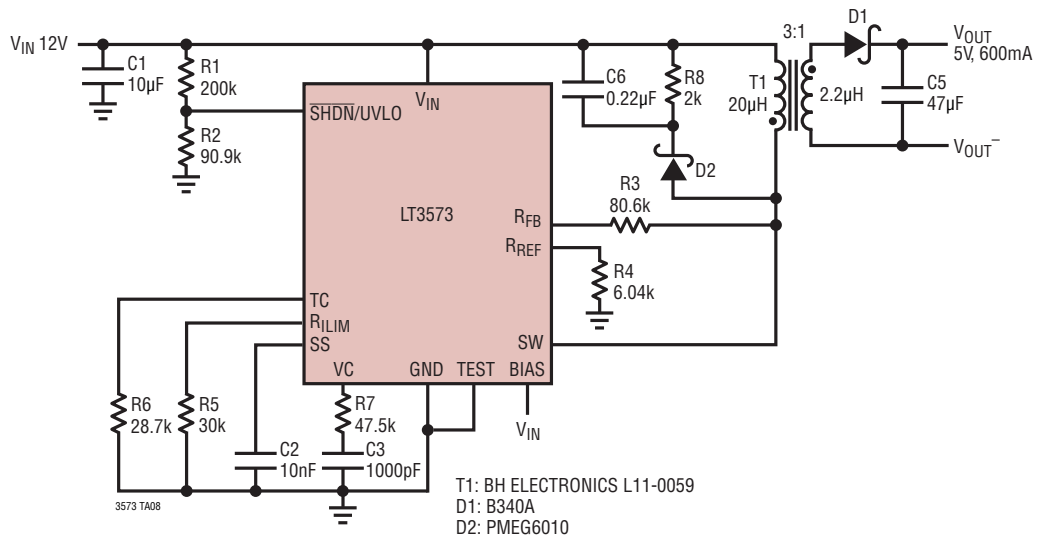 V_IN 12V
C1
10µF
R1
200k
R2
90.9k
SHDN/UVLO
V_IN
C6
0.22µF
R8
2k
D2
T1
20µH
3:1
2.2µH
D1
V_OUT
5V, 600mA
C5
47µF
V_OUT⁻
LT3573
R_FB
R3
80.6k
R_REF
R4
6.04k
TC
R_ILIM
SS
SW
VC
GND
TEST
BIAS
V_IN
R6
28.7k
R5
30k
C2
10nF
R7
47.5k
C3
1000pF
3573 TA08
T1: BH ELECTRONICS L11-0059
D1: B340A
D2: PMEG6010